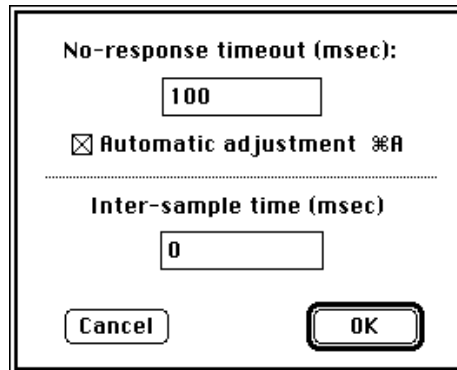 No-response timeout (msec):
100
Automatic adjustment ⌘A
Inter-sample time (msec)
0
Cancel OK